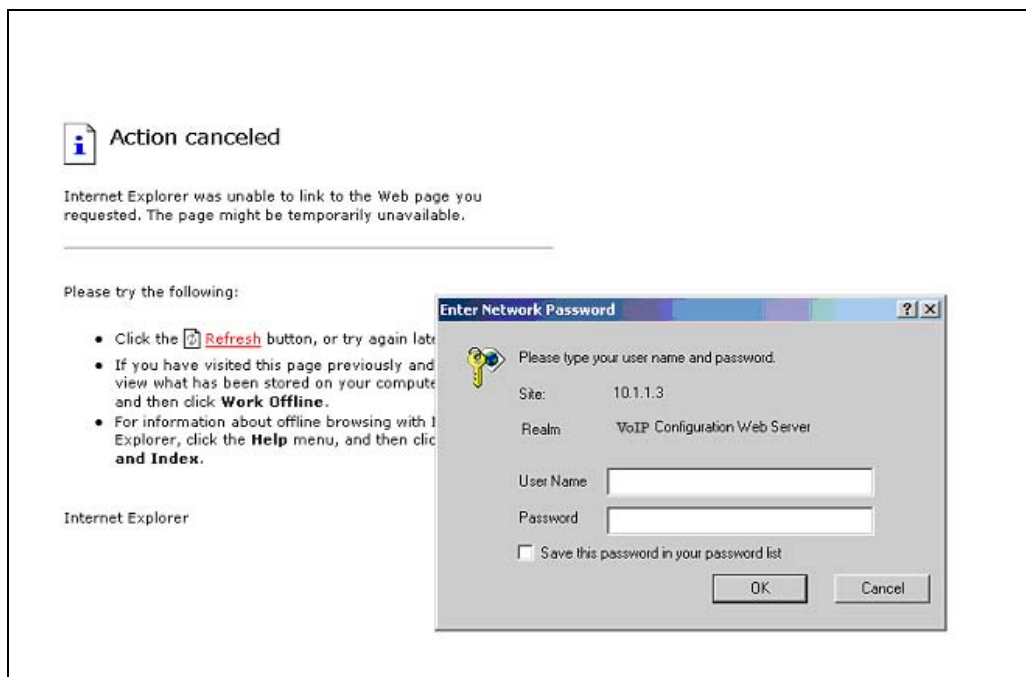 Action canceled
Internet Explorer was unable to link to the Web page you
requested. The page might be temporarily unavailable.
Please try the following:
• Click the Refresh button, or try again late
• If you have visited this page previously and
view what has been stored on your compute
and then click Work Offline.
• For information about offline browsing with I
Explorer, click the Help menu, and then clic
and Index.
Internet Explorer
Enter Network Password
Please type your user name and password.
Site: 10.1.1.3
Realm VoIP Configuration Web Server
User Name
Password
Save this password in your password list
OK Cancel